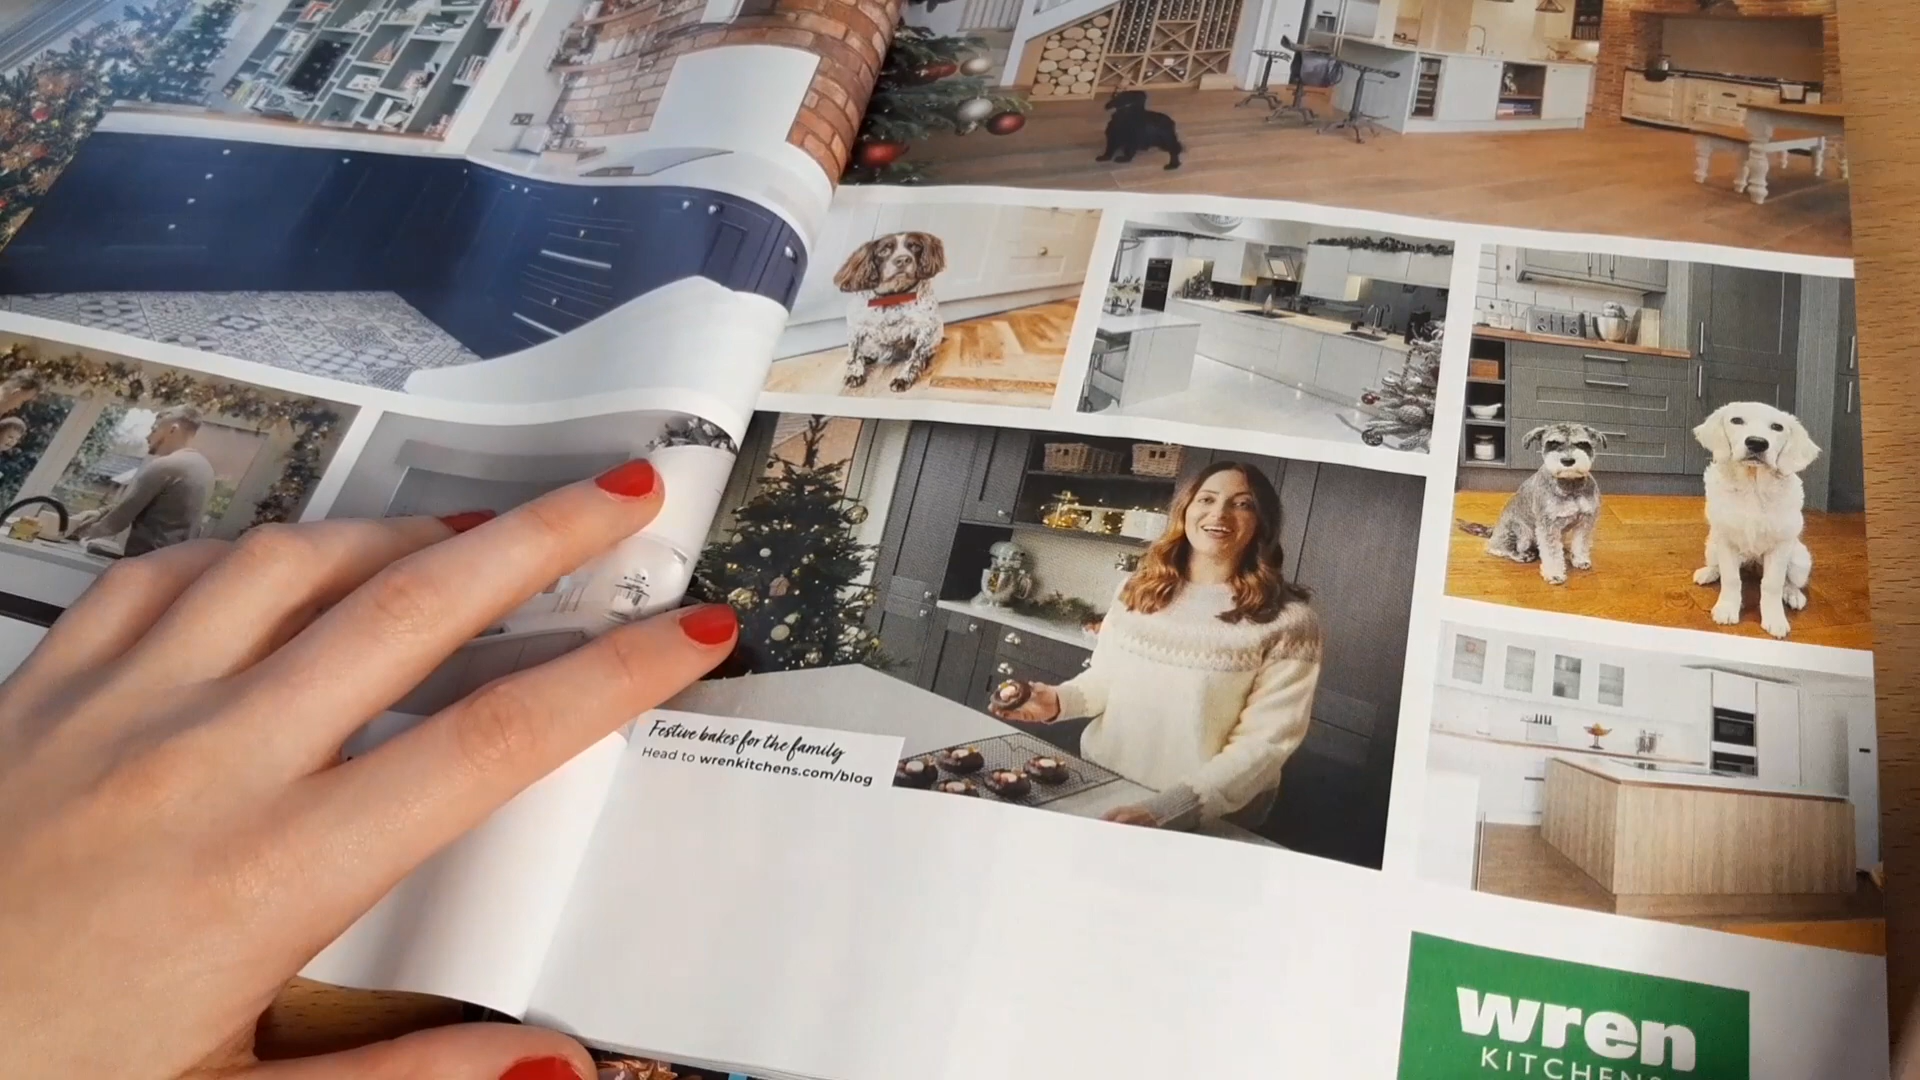 Festive bakes for the family
Head to wrenkitchens.com/blog
wren
KITCHENS